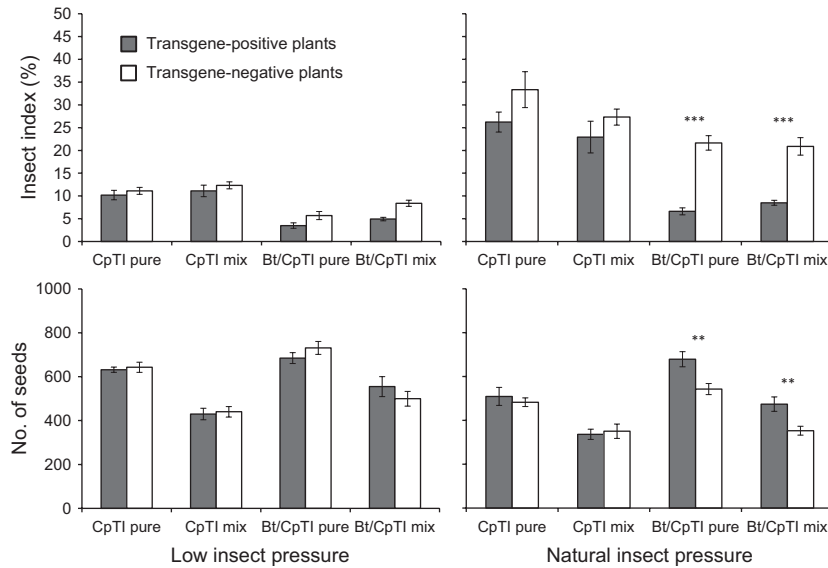 Insect index (%)
50
45
40
35
30
25
20
15
10
5
0
Transgene-positive plants
Transgene-negative plants
*** ***
CpTI pure CpTI mix Bt/CpTI pure Bt/CpTI mix
CpTI pure CpTI mix Bt/CpTI pure Bt/CpTI mix
No. of seeds
1000
800
600
400
200
0
** **
CpTI pure CpTI mix Bt/CpTI pure Bt/CpTI mix
CpTI pure CpTI mix Bt/CpTI pure Bt/CpTI mix
Low insect pressure
Natural insect pressure